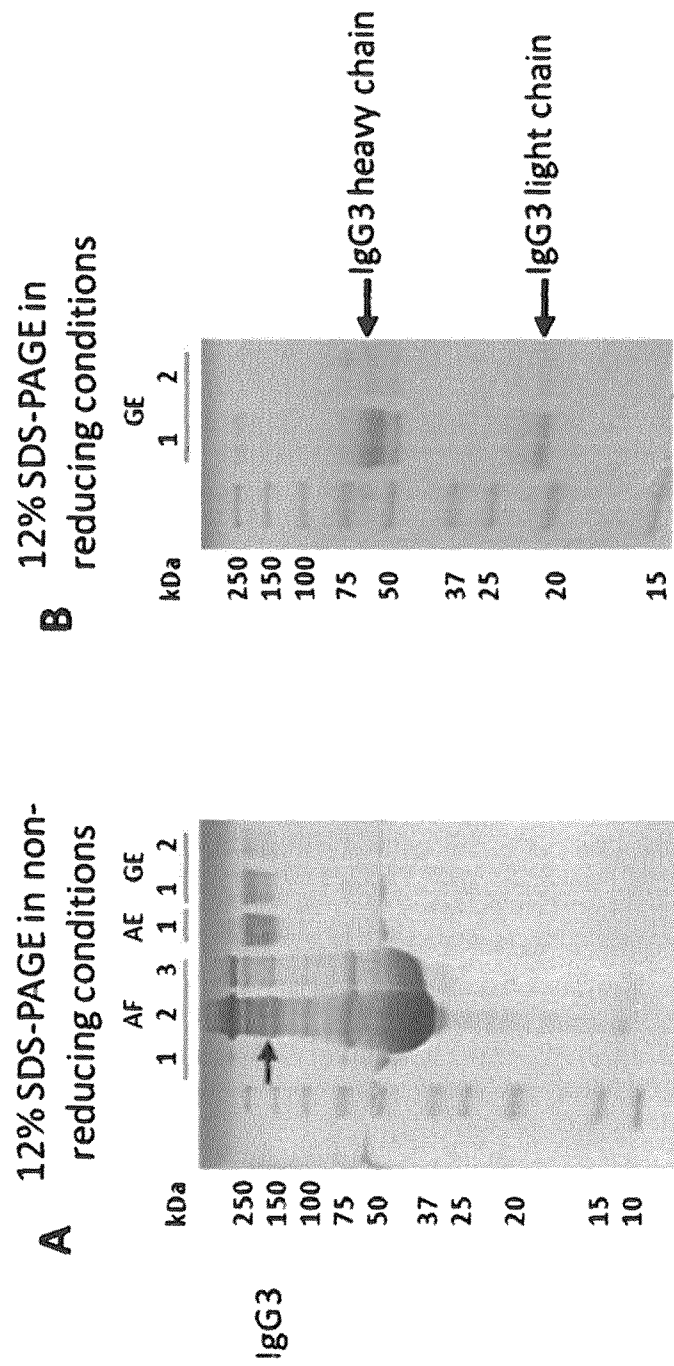 A
12% SDS-PAGE in non-
reducing conditions
AF AE GE
kDa 1 2 3 1 1 2
250
IgG3
150
100
75
50
37
25
20
15
10
B
12% SDS-PAGE in
reducing conditions
GE
kDa 1 2
250
150
100
75
IgG3 heavy chain
50
37
25
IgG3 light chain
20
15